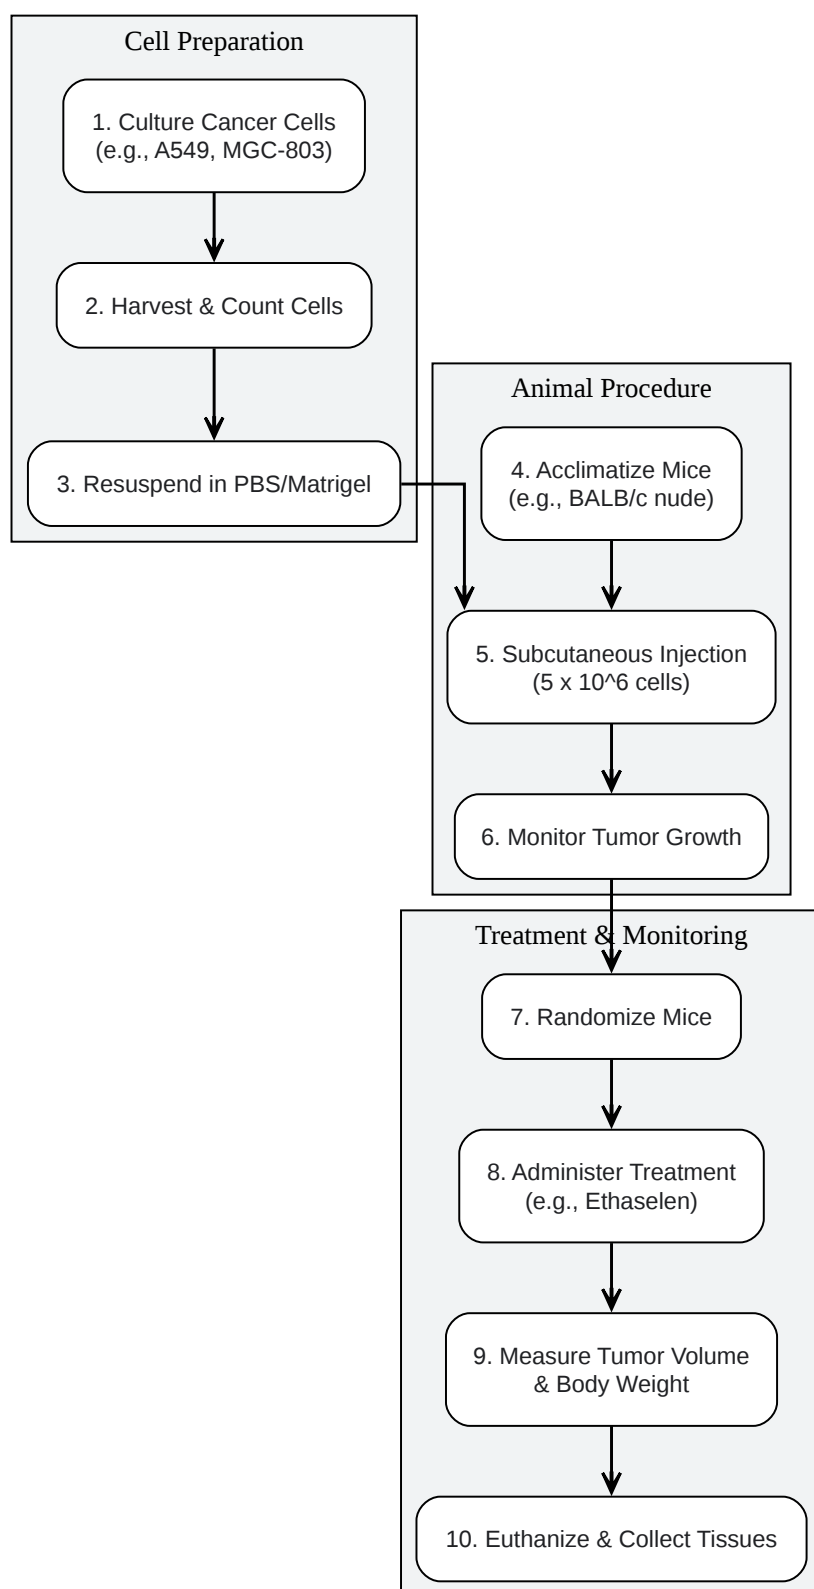 Cell Preparation
1. Culture Cancer Cells
(e.g., A549, MGC-803)
2. Harvest & Count Cells
3. Resuspend in PBS/Matrigel
Animal Procedure
4. Acclimatize Mice
(e.g., BALB/c nude)
5. Subcutaneous Injection
(5 x 10^6 cells)
6. Monitor Tumor Growth
Treatment & Monitoring
7. Randomize Mice
8. Administer Treatment
(e.g., Ethaselen)
9. Measure Tumor Volume
& Body Weight
10. Euthanize & Collect Tissues